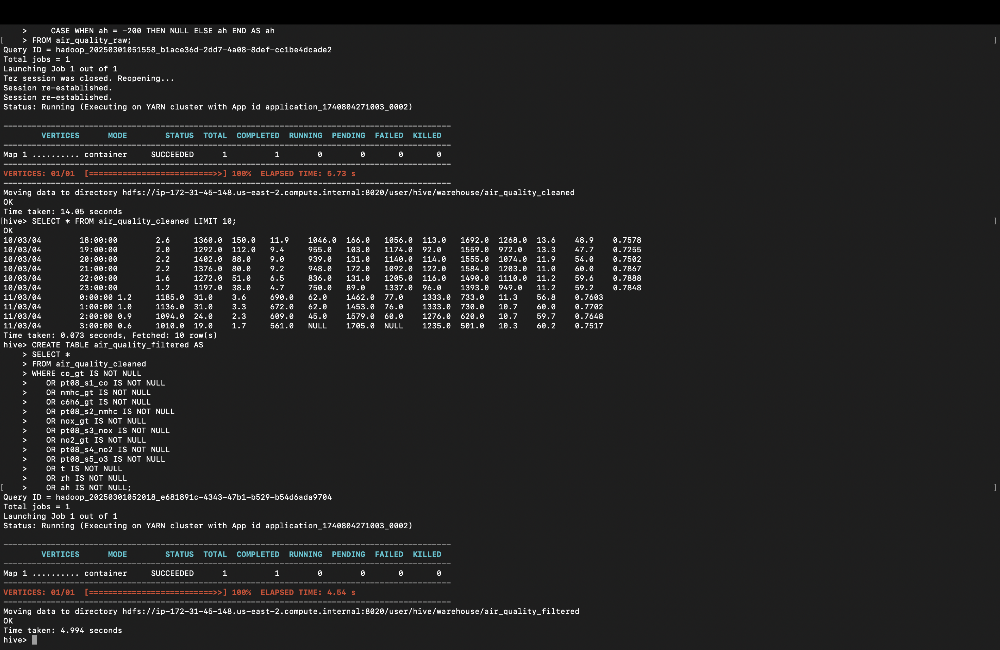 >     CASE WHEN ah = -200 THEN NULL ELSE ah END AS ah
[    > FROM air_quality_raw; ]
Query ID = hadoop_20250301051558_b1ace36d-2dd7-4a08-8def-cc1be4dcade2
Total jobs = 1
Launching Job 1 out of 1
Tez session was closed. Reopening...
Session re-established.
Session re-established.
Status: Running (Executing on YARN cluster with App id application_1740804271003_0002)
----------------------------------------------------------------------------------------------
        VERTICES      MODE        STATUS  TOTAL  COMPLETED  RUNNING  PENDING  FAILED  KILLED
----------------------------------------------------------------------------------------------
Map 1 .......... container     SUCCEEDED      1          1        0        0       0       0
----------------------------------------------------------------------------------------------
VERTICES: 01/01  [==========================>>] 100%  ELAPSED TIME: 5.73 s
----------------------------------------------------------------------------------------------
Moving data to directory hdfs://ip-172-31-45-148.us-east-2.compute.internal:8020/user/hive/warehouse/air_quality_cleaned
OK
Time taken: 14.05 seconds
[hive> SELECT * FROM air_quality_cleaned LIMIT 10; ]
OK
10/03/04        18:00:00        2.6     1360.0  150.0   11.9    1046.0  166.0   1056.0  113.0   1692.0  1268.0  13.6    48.9    0.7578
10/03/04        19:00:00        2.0     1292.0  112.0   9.4     955.0   103.0   1174.0  92.0    1559.0  972.0   13.3    47.7    0.7255
10/03/04        20:00:00        2.2     1402.0  88.0    9.0     939.0   131.0   1140.0  114.0   1555.0  1074.0  11.9    54.0    0.7502
10/03/04        21:00:00        2.2     1376.0  80.0    9.2     948.0   172.0   1092.0  122.0   1584.0  1203.0  11.0    60.0    0.7867
10/03/04        22:00:00        1.6     1272.0  51.0    6.5     836.0   131.0   1205.0  116.0   1490.0  1110.0  11.2    59.6    0.7888
10/03/04        23:00:00        1.2     1197.0  38.0    4.7     750.0   89.0    1337.0  96.0    1393.0  949.0   11.2    59.2    0.7848
11/03/04        0:00:00 1.2     1185.0  31.0    3.6     690.0   62.0    1462.0  77.0    1333.0  733.0   11.3    56.8    0.7603
11/03/04        1:00:00 1.0     1136.0  31.0    3.3     672.0   62.0    1453.0  76.0    1333.0  730.0   10.7    60.0    0.7702
11/03/04        2:00:00 0.9     1094.0  24.0    2.3     609.0   45.0    1579.0  60.0    1276.0  620.0   10.7    59.7    0.7648
11/03/04        3:00:00 0.6     1010.0  19.0    1.7     561.0   NULL    1705.0  NULL    1235.0  501.0   10.3    60.2    0.7517
Time taken: 0.073 seconds, Fetched: 10 row(s)
hive> CREATE TABLE air_quality_filtered AS
    > SELECT *
    > FROM air_quality_cleaned
    > WHERE co_gt IS NOT NULL
    >    OR pt08_s1_co IS NOT NULL
    >    OR nmhc_gt IS NOT NULL
    >    OR c6h6_gt IS NOT NULL
    >    OR pt08_s2_nmhc IS NOT NULL
    >    OR nox_gt IS NOT NULL
    >    OR pt08_s3_nox IS NOT NULL
    >    OR no2_gt IS NOT NULL
    >    OR pt08_s4_no2 IS NOT NULL
    >    OR pt08_s5_o3 IS NOT NULL
    >    OR t IS NOT NULL
    >    OR rh IS NOT NULL
[    >    OR ah IS NOT NULL; ]
Query ID = hadoop_20250301052018_e681891c-4343-47b1-b529-b54d6ada9704
Total jobs = 1
Launching Job 1 out of 1
Status: Running (Executing on YARN cluster with App id application_1740804271003_0002)
----------------------------------------------------------------------------------------------
        VERTICES      MODE        STATUS  TOTAL  COMPLETED  RUNNING  PENDING  FAILED  KILLED
----------------------------------------------------------------------------------------------
Map 1 .......... container     SUCCEEDED      1          1        0        0       0       0
----------------------------------------------------------------------------------------------
VERTICES: 01/01  [==========================>>] 100%  ELAPSED TIME: 4.54 s
----------------------------------------------------------------------------------------------
Moving data to directory hdfs://ip-172-31-45-148.us-east-2.compute.internal:8020/user/hive/warehouse/air_quality_filtered
OK
Time taken: 4.994 seconds
hive>